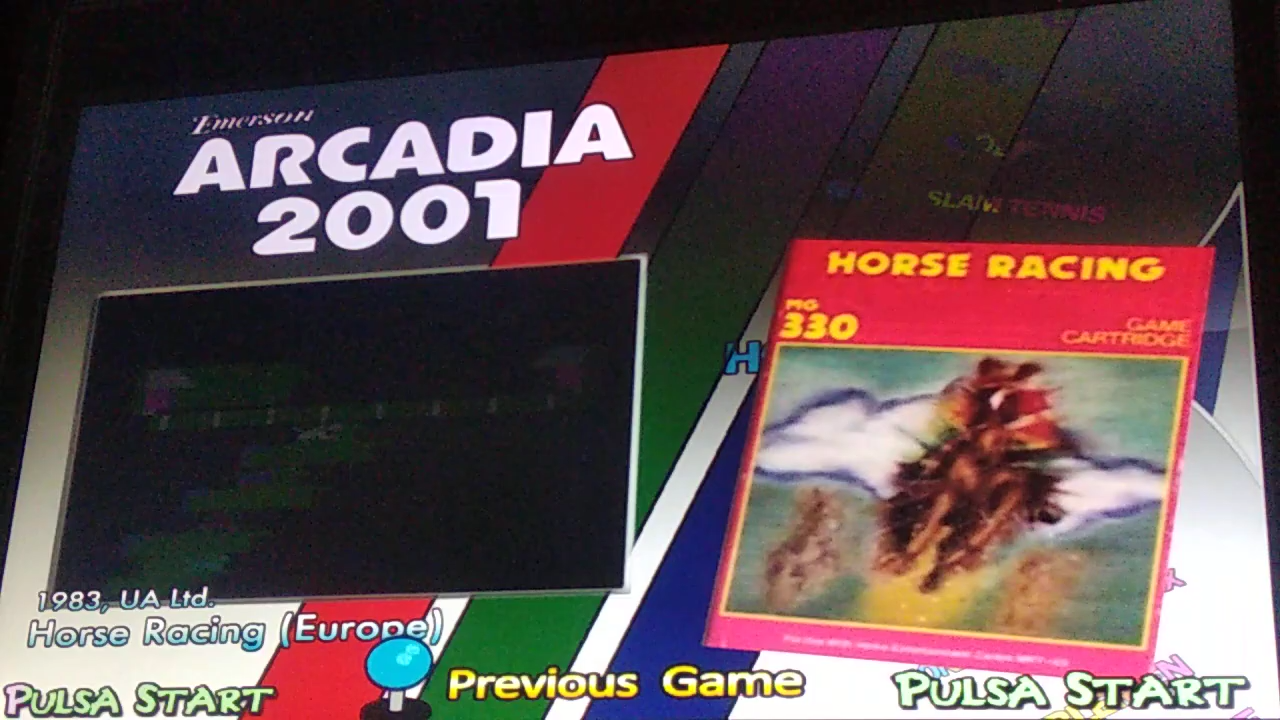 Emerson
ARCADIA
2001
SLAM TENNIS
HORSE RACING
MG
330
GAME
CARTRIDGE
1983, UA Ltd.
Horse Racing (Europe)
PULSA START
Previous Game
PULSA START